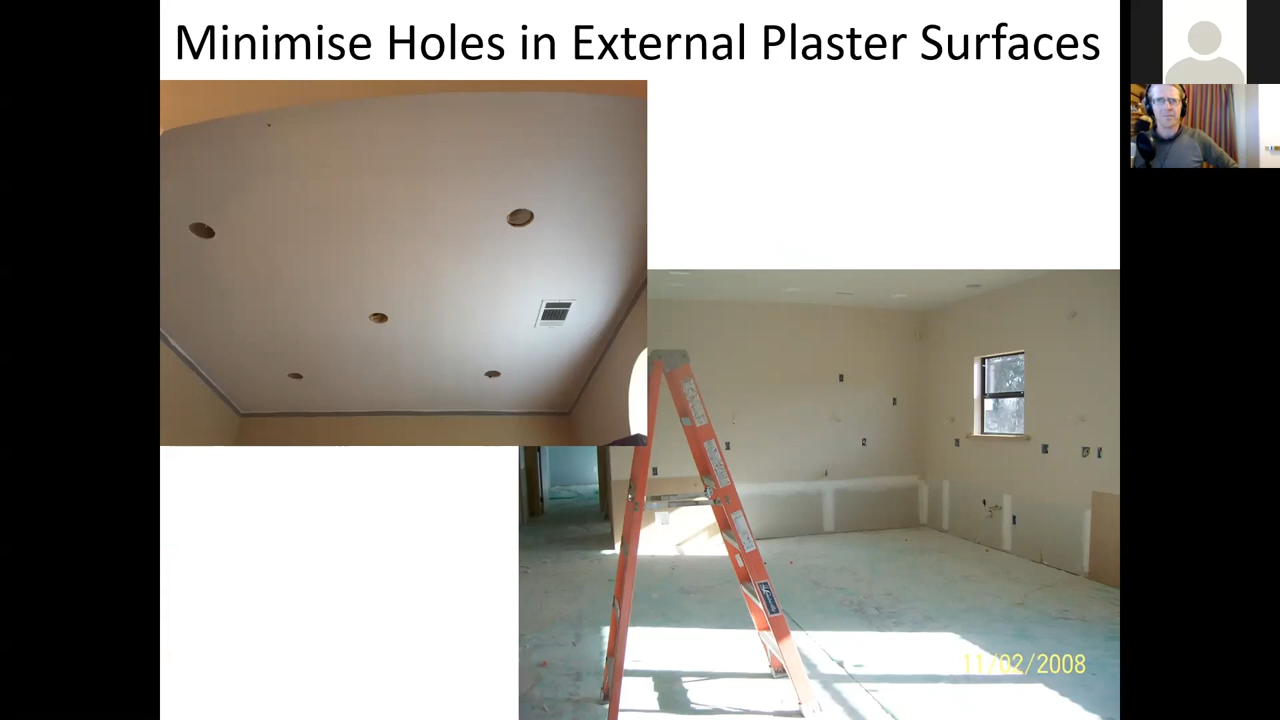 Minimise Holes in External Plaster Surfaces
11/02/2008